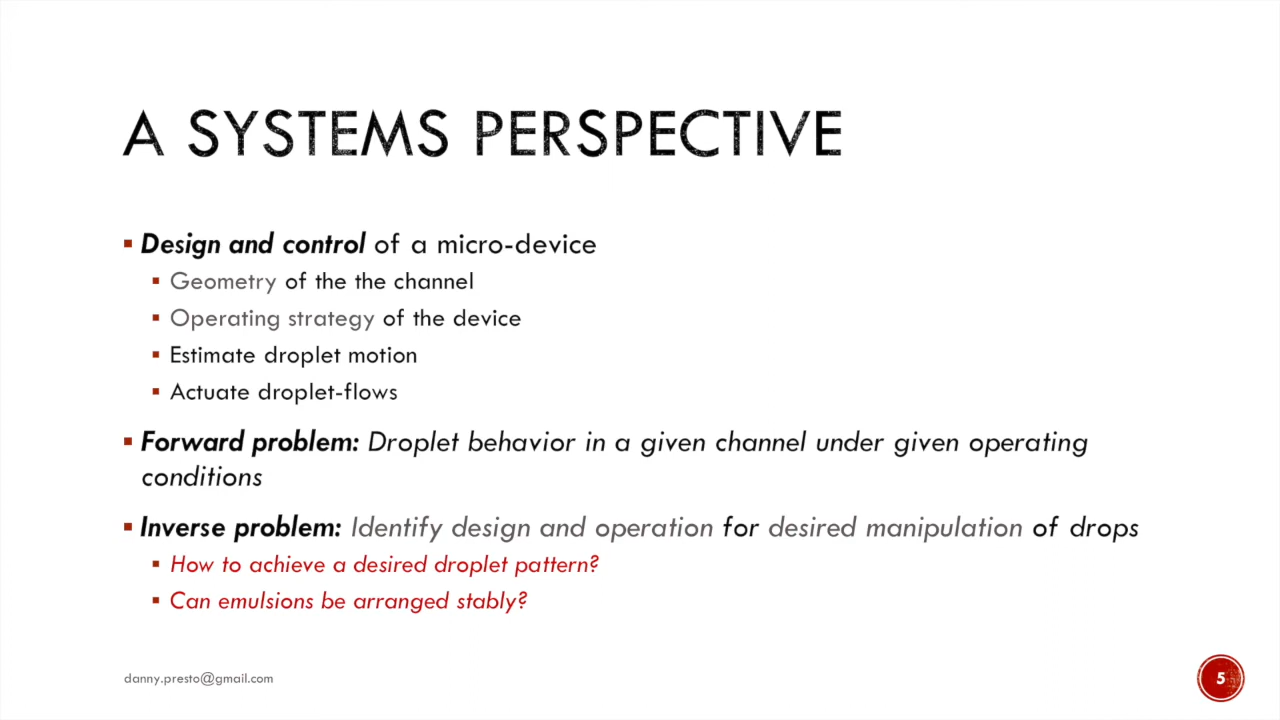 A SYSTEMS PERSPECTIVE
Design and control of a micro-device
Geometry of the the channel
Operating strategy of the device
Estimate droplet motion
Actuate droplet-flows
Forward problem: Droplet behavior in a given channel under given operating
conditions
Inverse problem: Identify design and operation for desired manipulation of drops
How to achieve a desired droplet pattern?
Can emulsions be arranged stably?
danny.presto@gmail.com
5